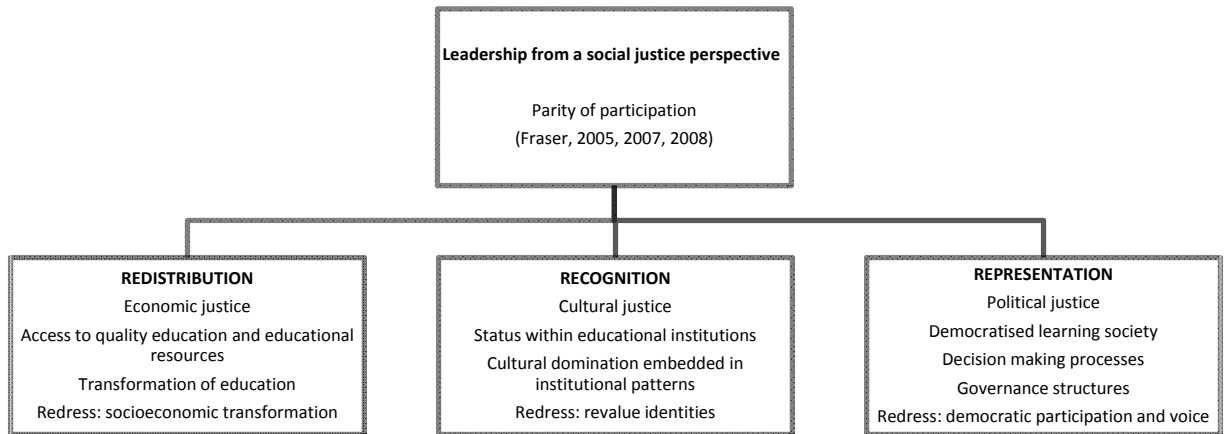 Leadership from a social justice perspective
Parity of participation
(Fraser, 2005, 2007, 2008)
REDISTRIBUTION
Economic justice
Access to quality education and educational
resources
Transformation of education
Redress: socioeconomic transformation
RECOGNITION
Cultural justice
Status within educational institutions
Cultural domination embedded in
institutional patterns
Redress: revalue identities
REPRESENTATION
Political justice
Democratised learning society
Decision making processes
Governance structures
Redress: democratic participation and voice